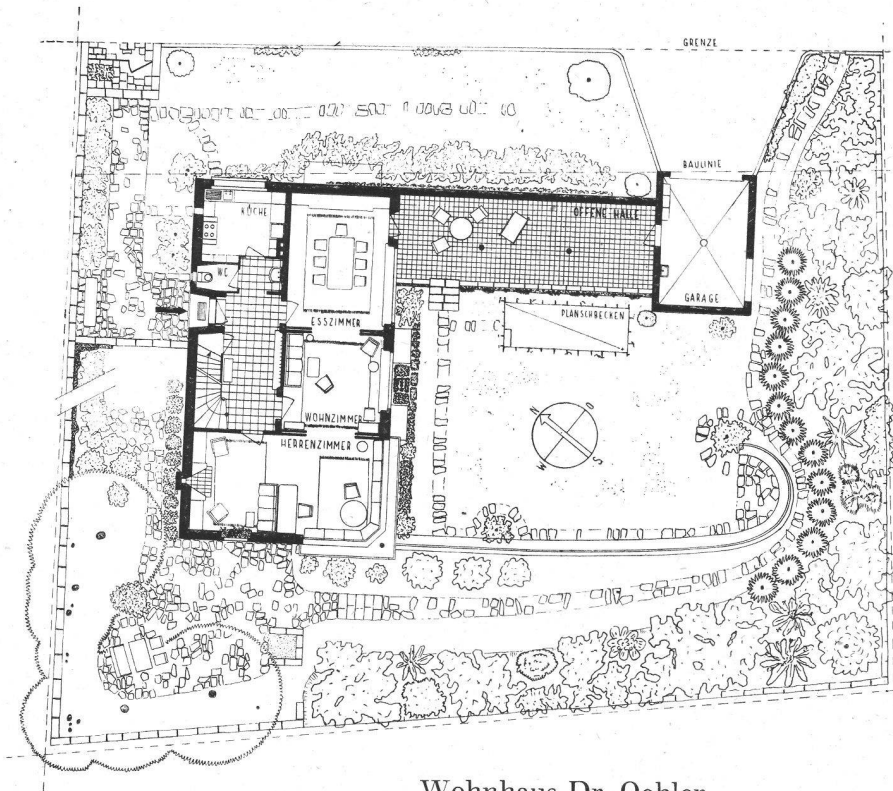 GRENZE
BAULINIE
KÜCHE
OFFENE HALLE
WC
GARAGE
ESSZIMMER
PLANSCHBECKEN
WOHNZIMMER
HERRENZIMMER
N
O
W
S
Wohnhaus Dr. Oehler